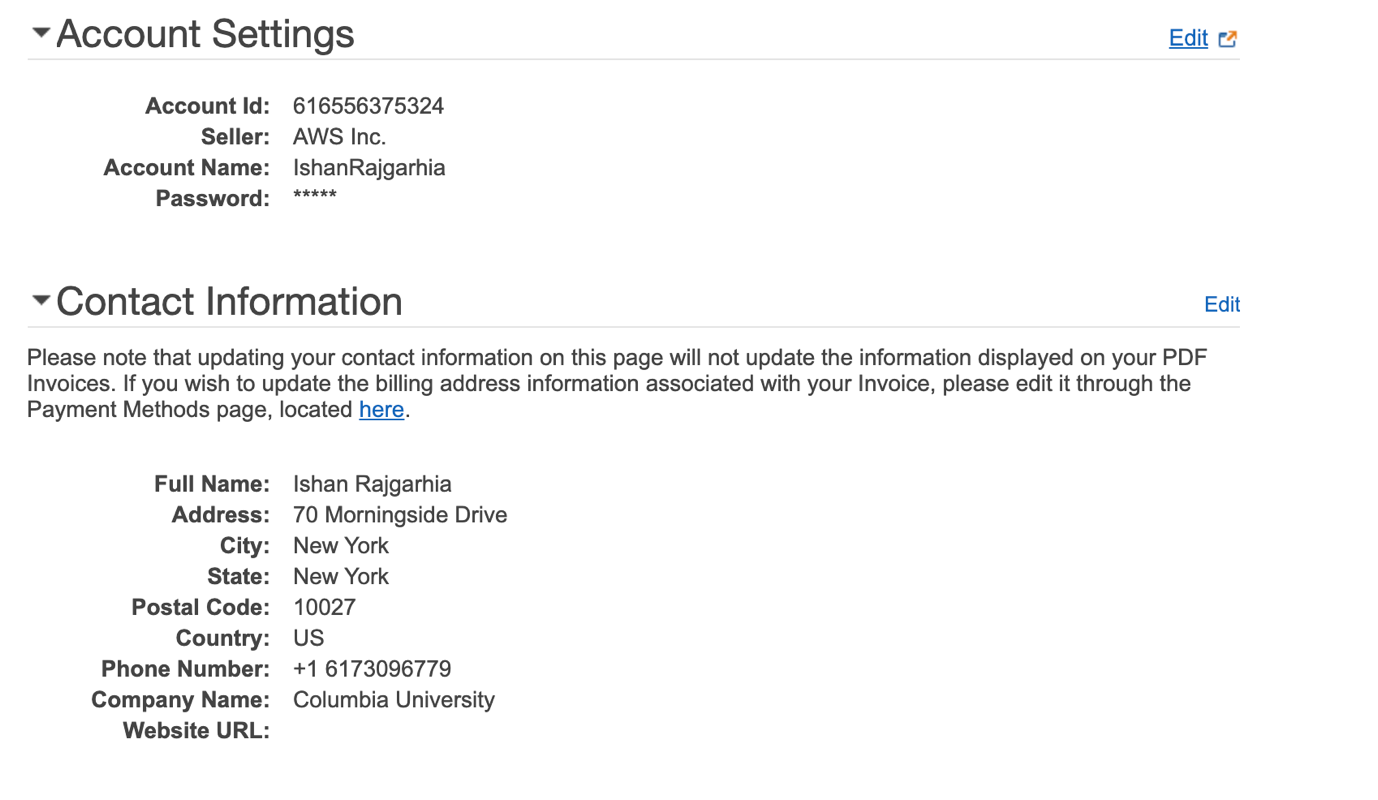 Account Settings
Edit
Account Id: 616556375324
Seller: AWS Inc.
Account Name: IshanRajgarhia
Password: *****
Contact Information
Edit
Please note that updating your contact information on this page will not update the information displayed on your PDF
Invoices. If you wish to update the billing address information associated with your Invoice, please edit it through the
Payment Methods page, located here.
Full Name: Ishan Rajgarhia
Address: 70 Morningside Drive
City: New York
State: New York
Postal Code: 10027
Country: US
Phone Number: +1 6173096779
Company Name: Columbia University
Website URL: